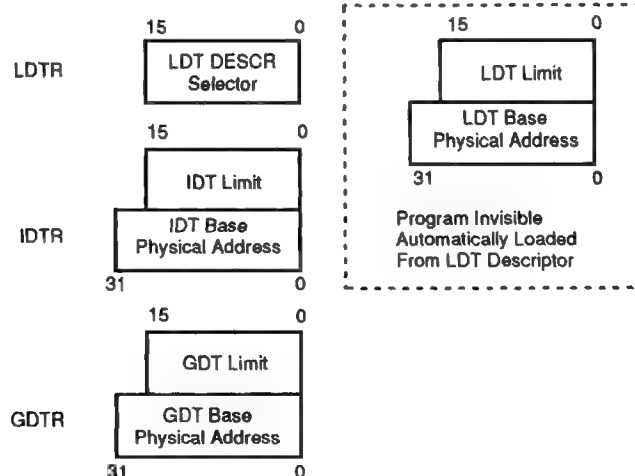 15 0
LDTR
LDT DESCR
Selector
15 0
LDT Limit
LDT Base
Physical Address
31 0
Program Invisible
Automatically Loaded
From LDT Descriptor
15 0
IDTR
IDT Limit
IDT Base
Physical Address
31 0
15 0
GDTR
GDT Limit
GDT Base
Physical Address
31 0